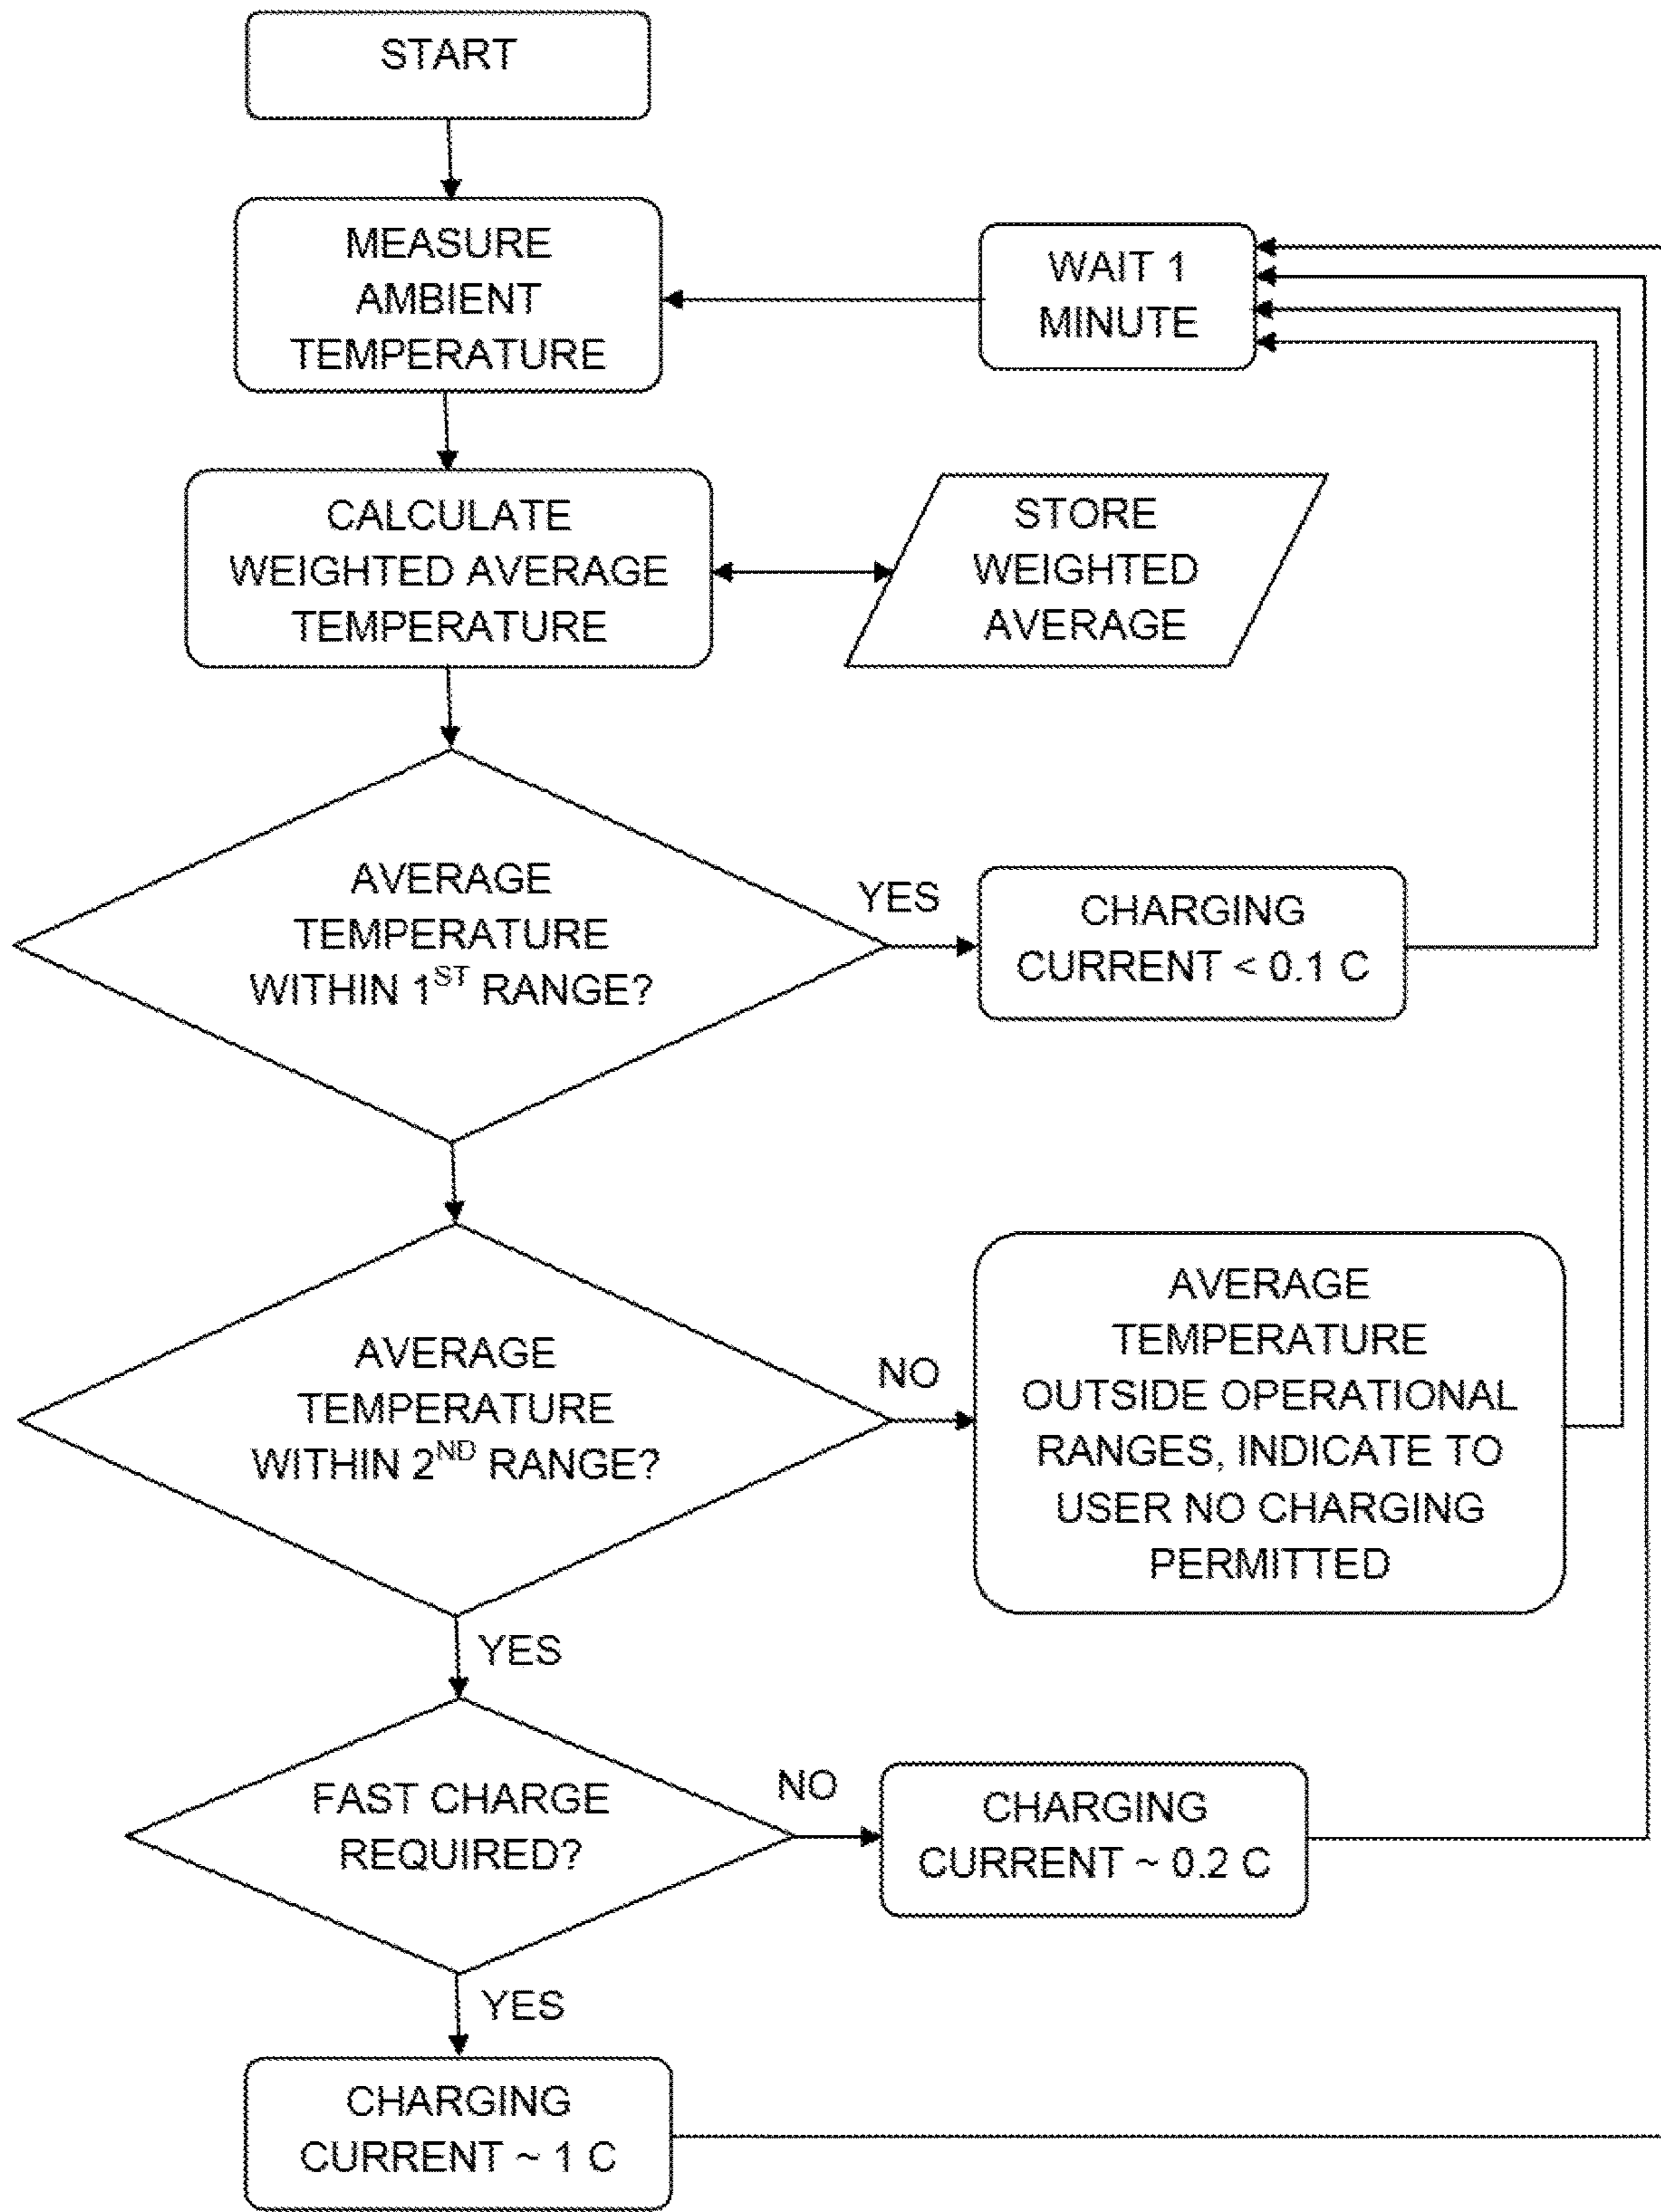 START
MEASURE
AMBIENT
TEMPERATURE
WAIT 1
MINUTE
CALCULATE
WEIGHTED AVERAGE
TEMPERATURE
STORE
WEIGHTED
AVERAGE
AVERAGE
TEMPERATURE
WITHIN 1ST RANGE?
YES
CHARGING
CURRENT < 0.1 C
AVERAGE
TEMPERATURE
WITHIN 2ND RANGE?
NO
AVERAGE
TEMPERATURE
OUTSIDE OPERATIONAL
RANGES, INDICATE TO
USER NO CHARGING
PERMITTED
YES
FAST CHARGE
REQUIRED?
NO
CHARGING
CURRENT ~ 0.2 C
YES
CHARGING
CURRENT ~ 1 C